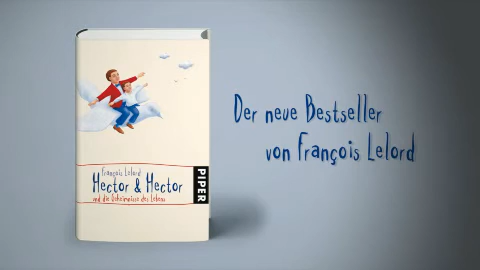 François Lelord
Hector & Hector
und die Geheimnisse des Lebens
PIPER
Der neue Bestseller
von François Lelord